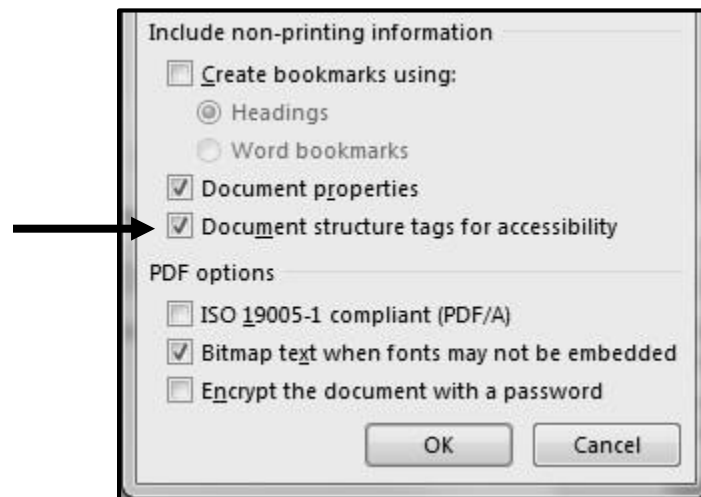 Include non-printing information
Create bookmarks using:
Headings
Word bookmarks
Document properties
Document structure tags for accessibility
PDF options
ISO 19005-1 compliant (PDF/A)
Bitmap text when fonts may not be embedded
Encrypt the document with a password
OK Cancel